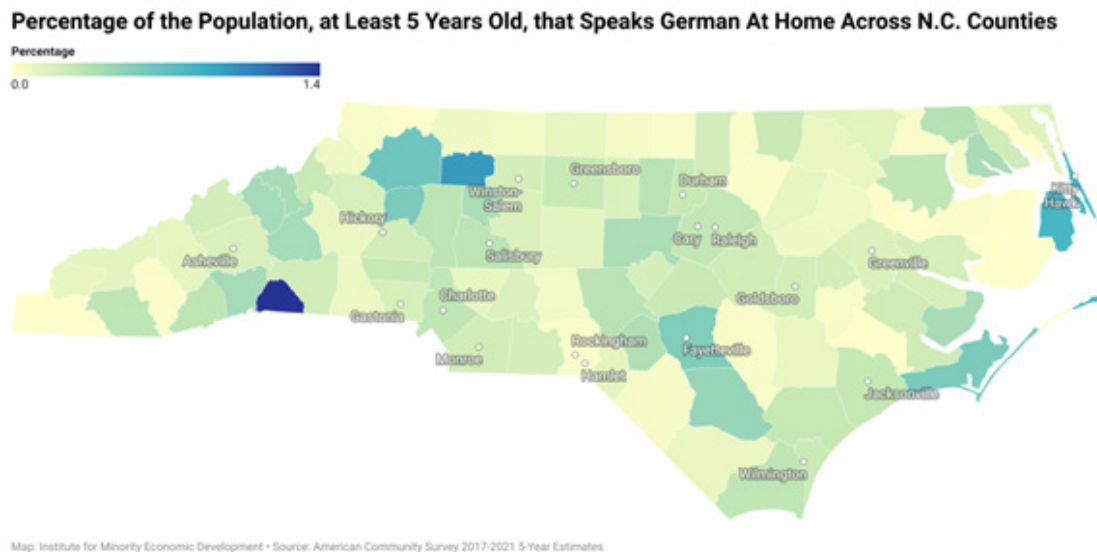 Percentage of the Population, at Least 5 Years Old, that Speaks German At Home Across N.C. Counties
Percentage
0.0 1.4
Greensboro
Durham
Winston-
Salem
Kitty
Hawk
Hickory
Cary Raleigh
Salisbury
Asheville
Greenville
Charlotte
Goldsboro
Gastonia
Rockingham
Fayetteville
Monroe
Hamlet
Jacksonville
Wilmington
Map: Institute for Minority Economic Development • Source: American Community Survey 2017-2021 5-Year Estimates